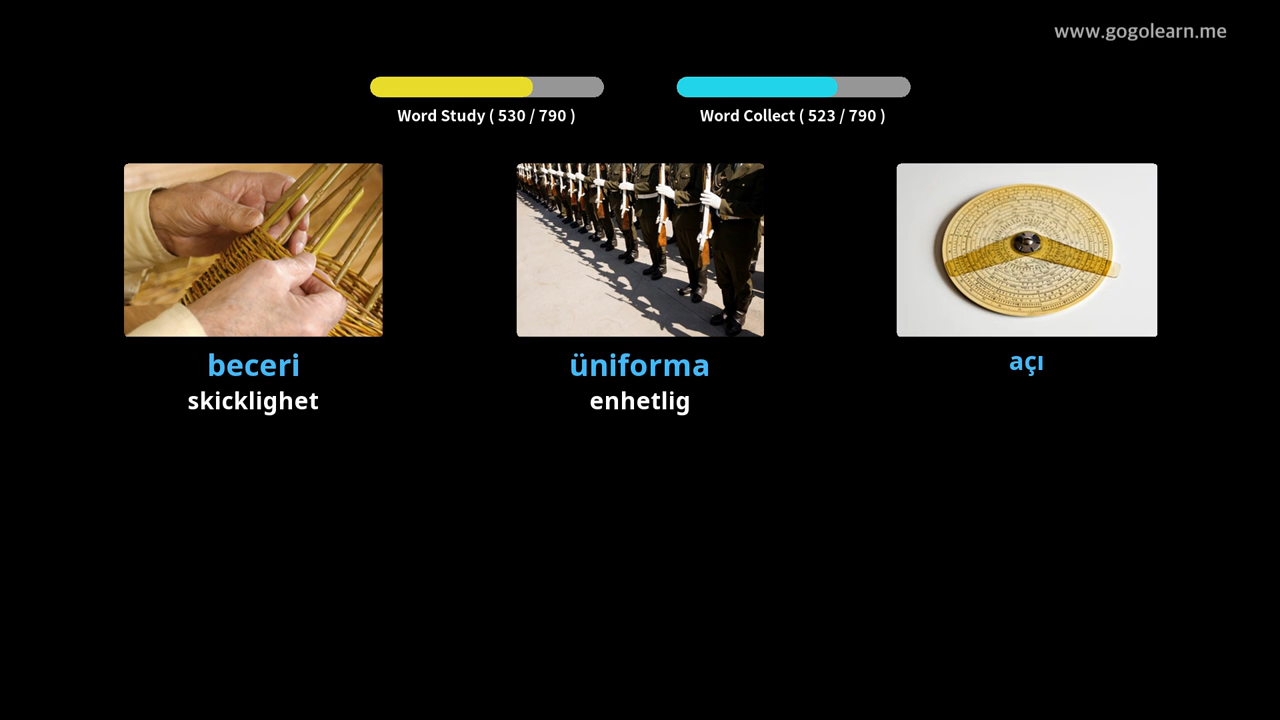 www.gogolearn.me
Word Study ( 530 / 790 )
Word Collect ( 523 / 790 )
beceri
skicklighet
üniforma
enhetlig
açı